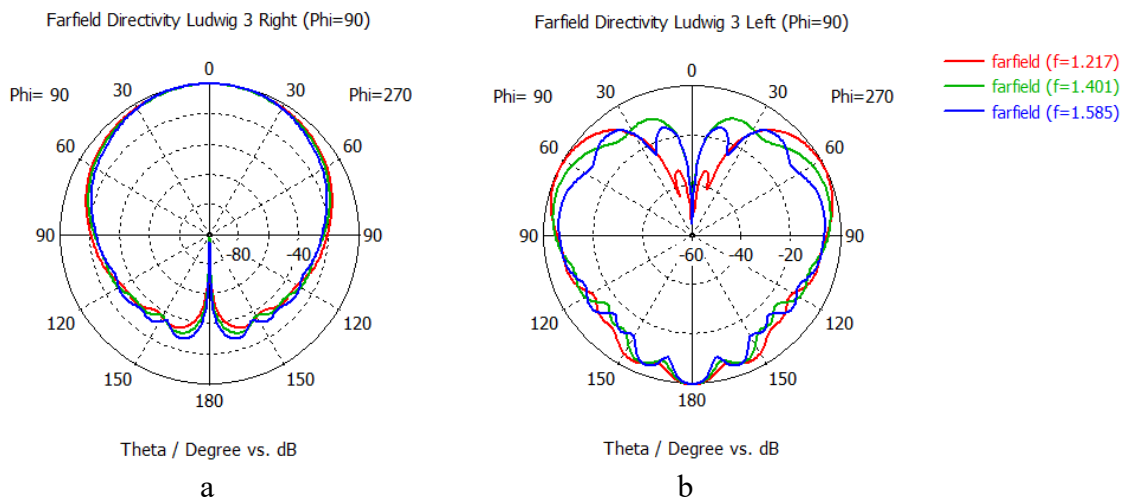 Farfield Directivity Ludwig 3 Right (Phi=90)
0
Phi= 90 30 30 Phi=270
60 60
90 -80 -40 90
120 120
150 150
180
Theta / Degree vs. dB
a
Farfield Directivity Ludwig 3 Left (Phi=90)
0
Phi= 90 30 30 Phi=270
60 60
90 -60 -40 -20 90
120 120
150 150
180
Theta / Degree vs. dB
b
farfield (f=1.217)
farfield (f=1.401)
farfield (f=1.585)